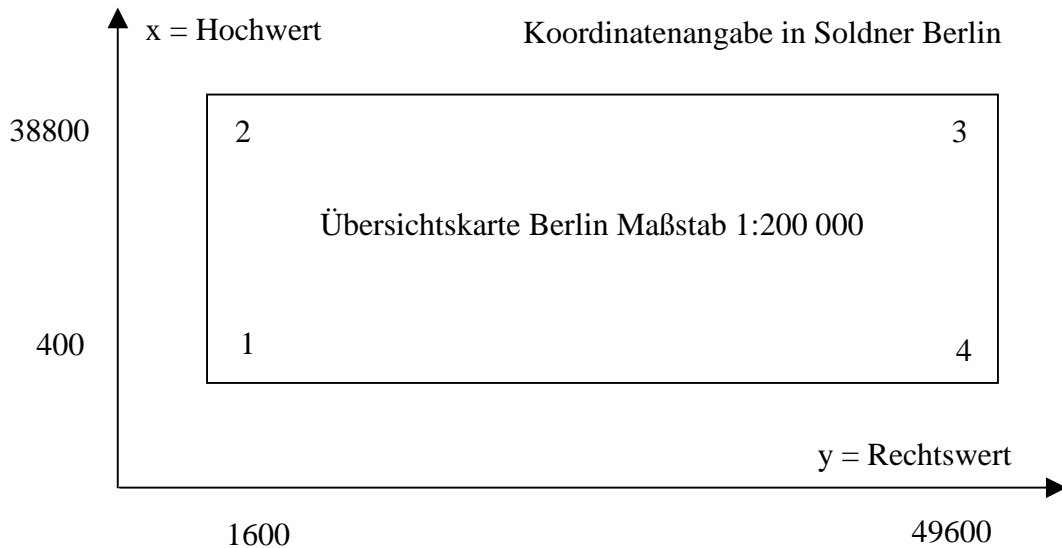 x = Hochwert
Koordinatenangabe in Soldner Berlin
38800
2
3
Übersichtskarte Berlin Maßstab 1:200 000
400
1
4
y = Rechtswert
1600
49600